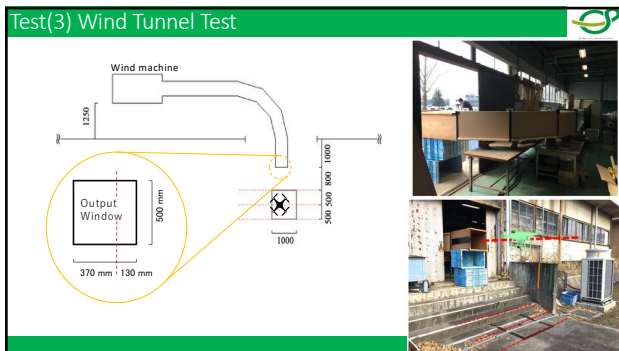 Test(3) Wind Tunnel Test
Wind machine
1250
1000
800
500
500
1000
Output
Window
500 mm
370 mm
130 mm